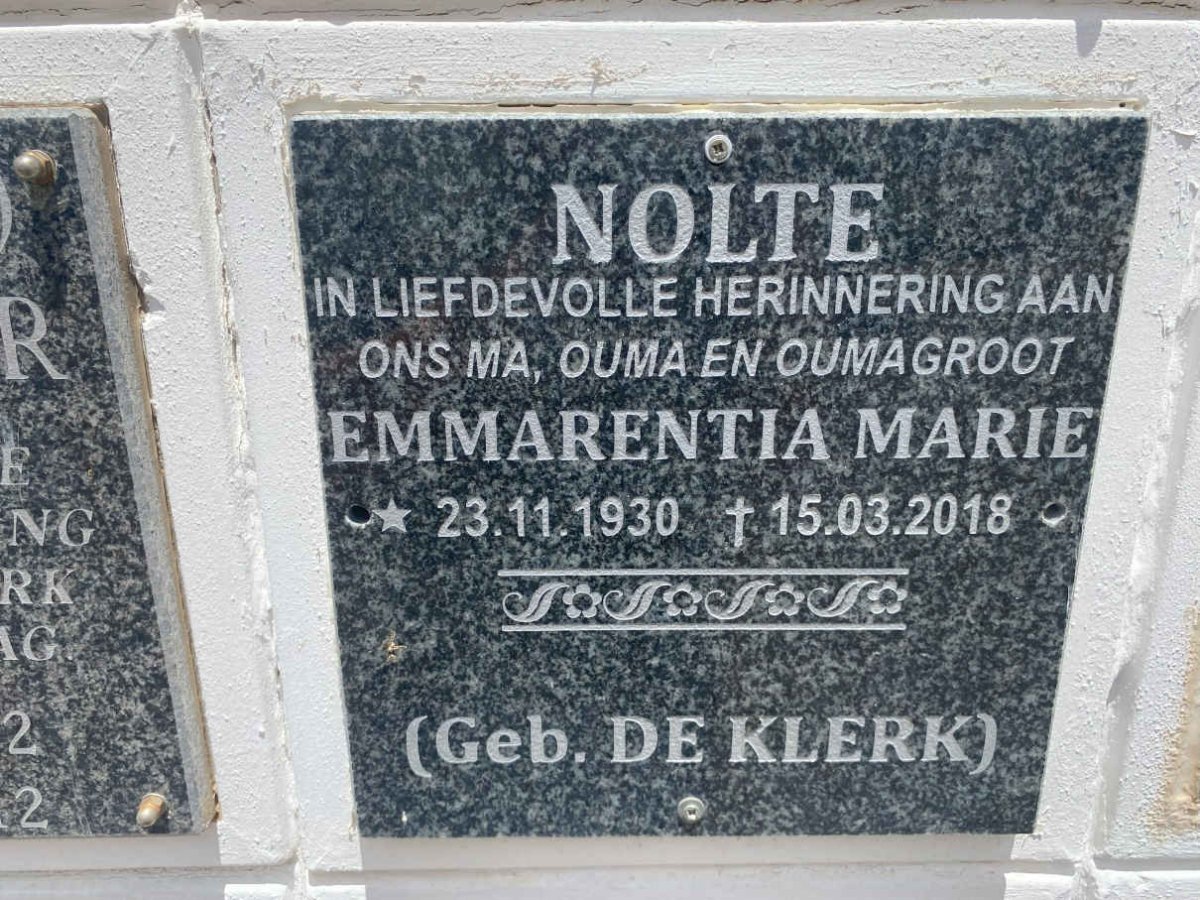 NOLTE
IN LIEFDEVOLLE HERINNERING AAN
ONS MA, OUMA EN OUMAGROOT
EMMARENTIA MARIE
★ 23.11.1930 † 15.03.2018
(Geb. DE KLERK)